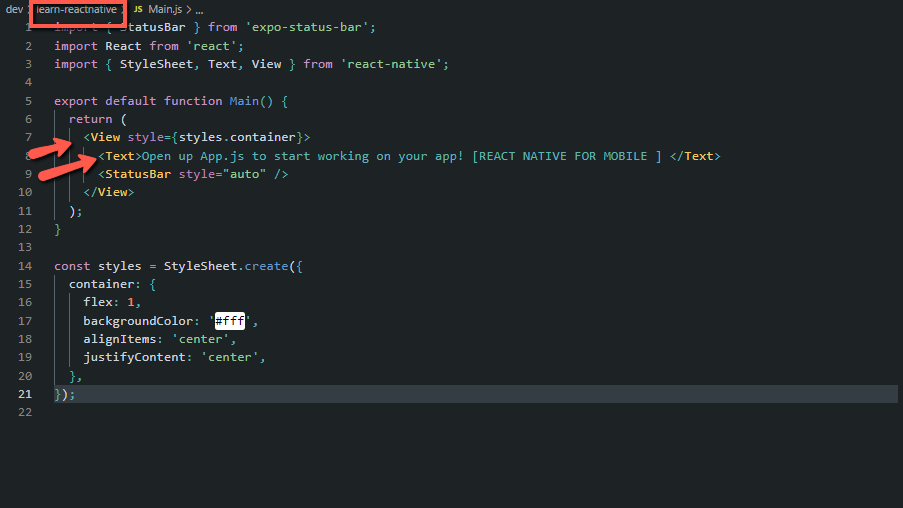 dev > learn-reactnative > JS Main.js > ...
1 import { StatusBar } from 'expo-status-bar';
2 import React from 'react';
3 import { StyleSheet, Text, View } from 'react-native';
4
5 export default function Main() {
6 return (
7 <View style={styles.container}>
8 <Text>Open up App.js to start working on your app! [REACT NATIVE FOR MOBILE ] </Text>
9 <StatusBar style="auto" />
10 </View>
11 );
12 }
13
14 const styles = StyleSheet.create({
15 container: {
16 flex: 1,
17 backgroundColor: '#fff',
18 alignItems: 'center',
19 justifyContent: 'center',
20 },
21 });
22